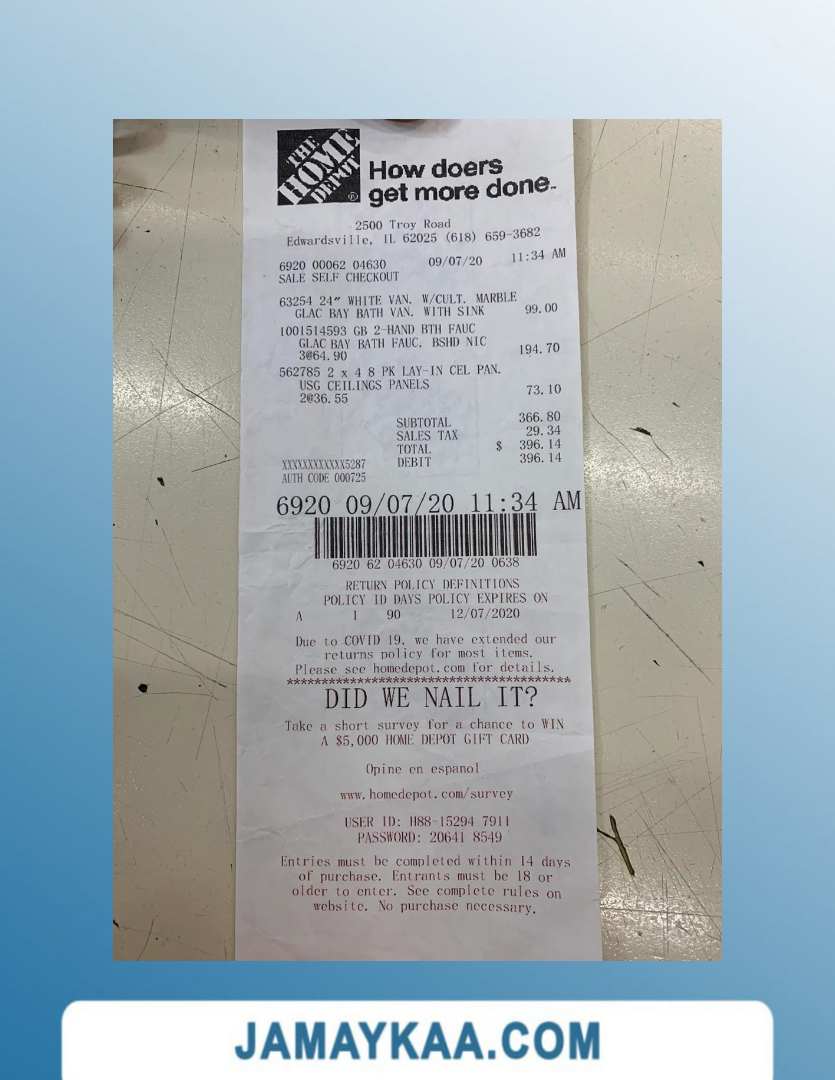 THE
HOME
DEPOT
®
How doers
get more done™
2500 Troy Road
Edwardsville, IL 62025 (618) 659-3682
6920 00062 04630 09/07/20 11:34 AM
SALE SELF CHECKOUT
63254 24" WHITE VAN. W/CULT. MARBLE
GLAC BAY BATH VAN. WITH SINK 99.00
1001514593 GB 2-HAND BTH FAUC
GLAC BAY BATH FAUC. BSHD NIC
3@64.90 194.70
562785 2 x 4 8 PK LAY-IN CEL PAN.
USG CEILINGS PANELS
2@36.55 73.10
SUBTOTAL 366.80
SALES TAX 29.34
TOTAL $ 396.14
XXXXXXXXXXXX5287 DEBIT 396.14
AUTH CODE 000725
6920 09/07/20 11:34 AM
6920 62 04630 09/07/20 0638
RETURN POLICY DEFINITIONS
POLICY ID DAYS POLICY EXPIRES ON
A 1 90 12/07/2020
Due to COVID 19, we have extended our
returns policy for most items.
Please see homedepot.com for details.
****************************************
DID WE NAIL IT?
Take a short survey for a chance to WIN
A $5,000 HOME DEPOT GIFT CARD
Opine en espanol
www.homedepot.com/survey
USER ID: H88-15294 7911
PASSWORD: 20641 8549
Entries must be completed within 14 days
of purchase. Entrants must be 18 or
older to enter. See complete rules on
website. No purchase necessary.
JAMAYKAA.COM